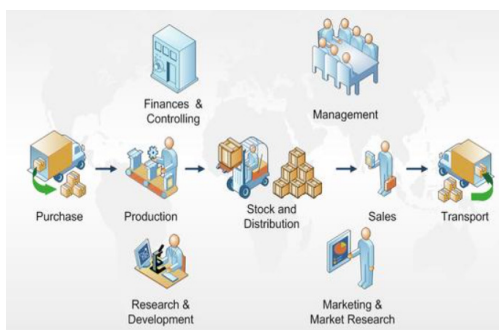 Finances &
Controlling
Management
Purchase
Production
Stock and
Distribution
Sales
Transport
Research &
Development
Marketing &
Market Research